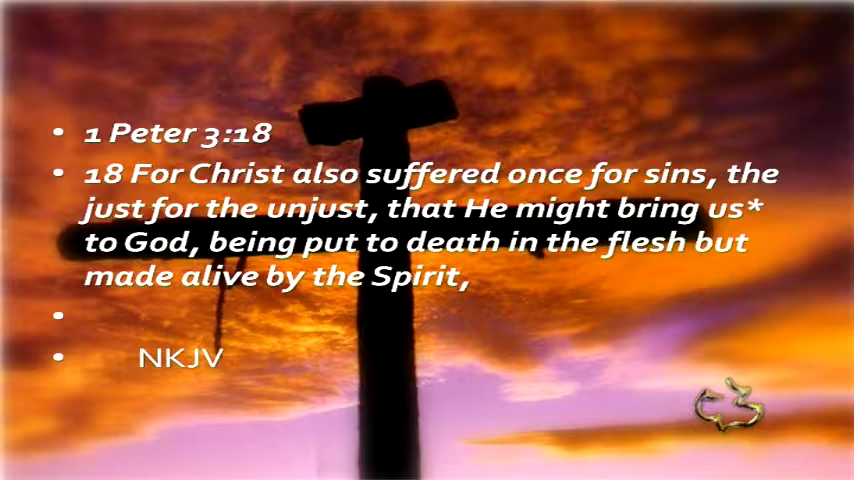 • 1 Peter 3:18
• 18 For Christ also suffered once for sins, the
just for the unjust, that He might bring us*
to God, being put to death in the flesh but
made alive by the Spirit,
•
• NKJV